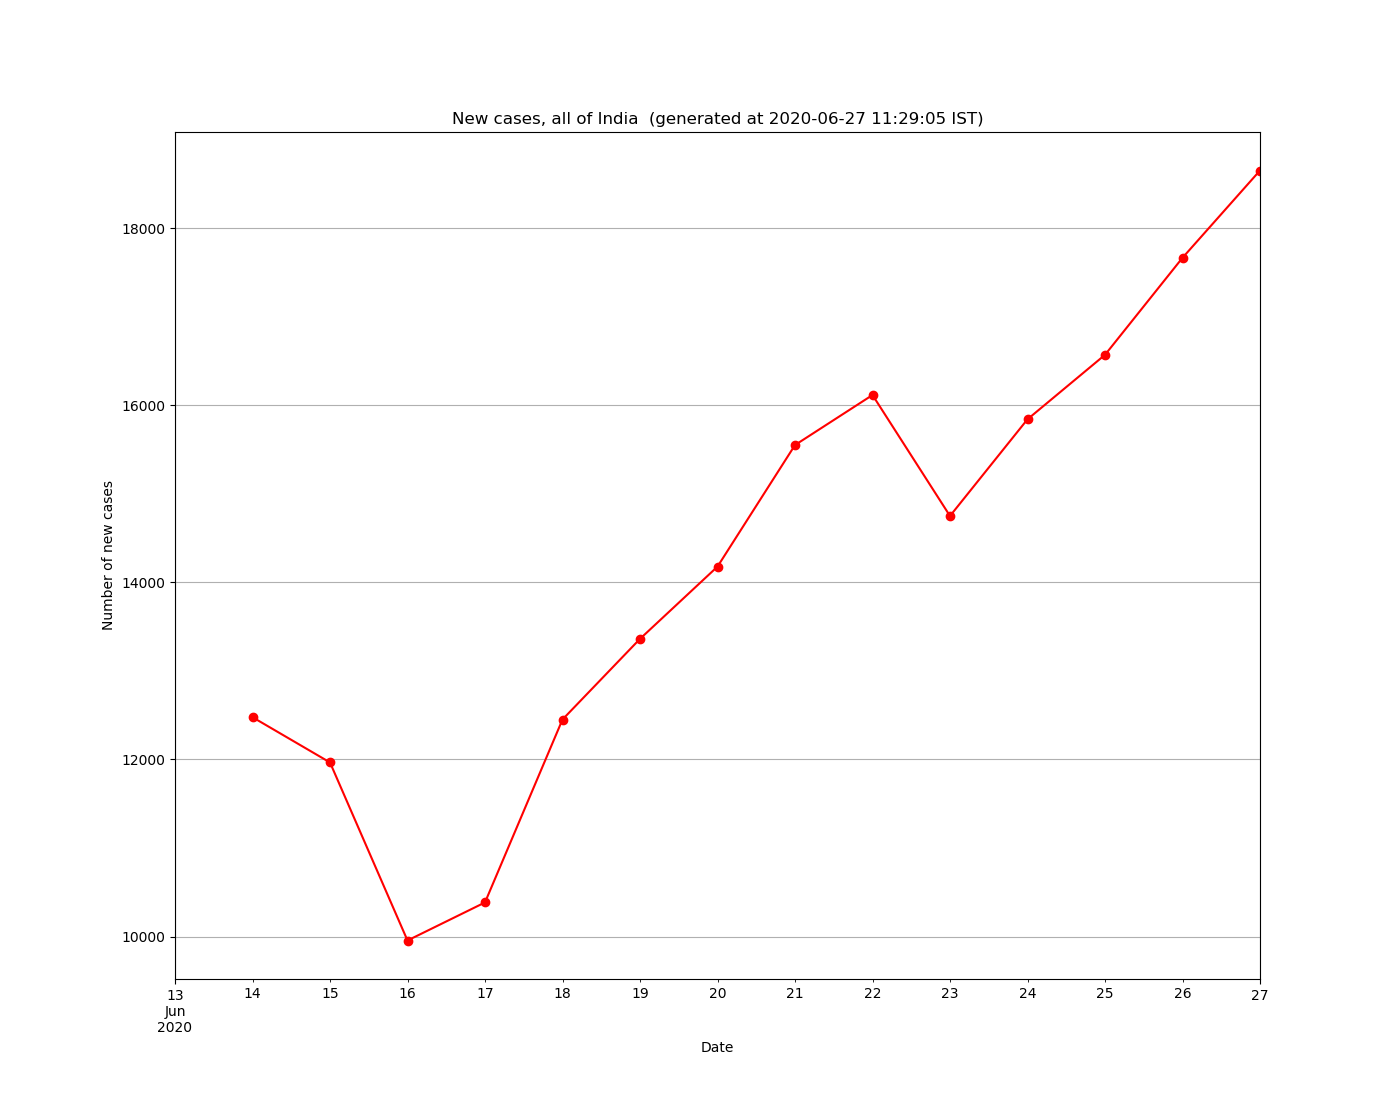 New cases, all of India  (generated at 2020-06-27 11:29:05 IST)
18000
16000
14000
12000
10000
Number of new cases
13 14 15 16 17 18 19 20 21 22 23 24 25 26 27
Jun
2020
Date